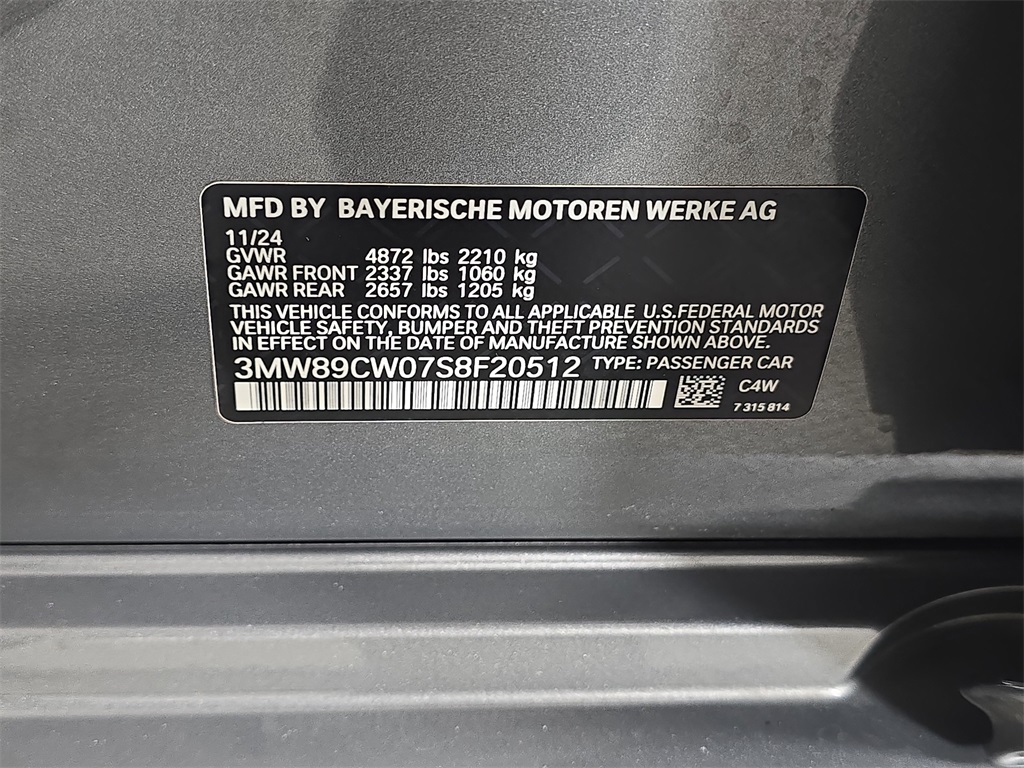 MFD BY BAYERISCHE MOTOREN WERKE AG
11/24
GVWR 4872 lbs 2210 kg
GAWR FRONT 2337 lbs 1060 kg
GAWR REAR 2657 lbs 1205 kg
THIS VEHICLE CONFORMS TO ALL APPLICABLE U.S.FEDERAL MOTOR
VEHICLE SAFETY, BUMPER AND THEFT PREVENTION STANDARDS
IN EFFECT ON THE DATE OF MANUFACTURE SHOWN ABOVE.
3MW89CW07S8F20512 TYPE: PASSENGER CAR
C4W
7 315 814